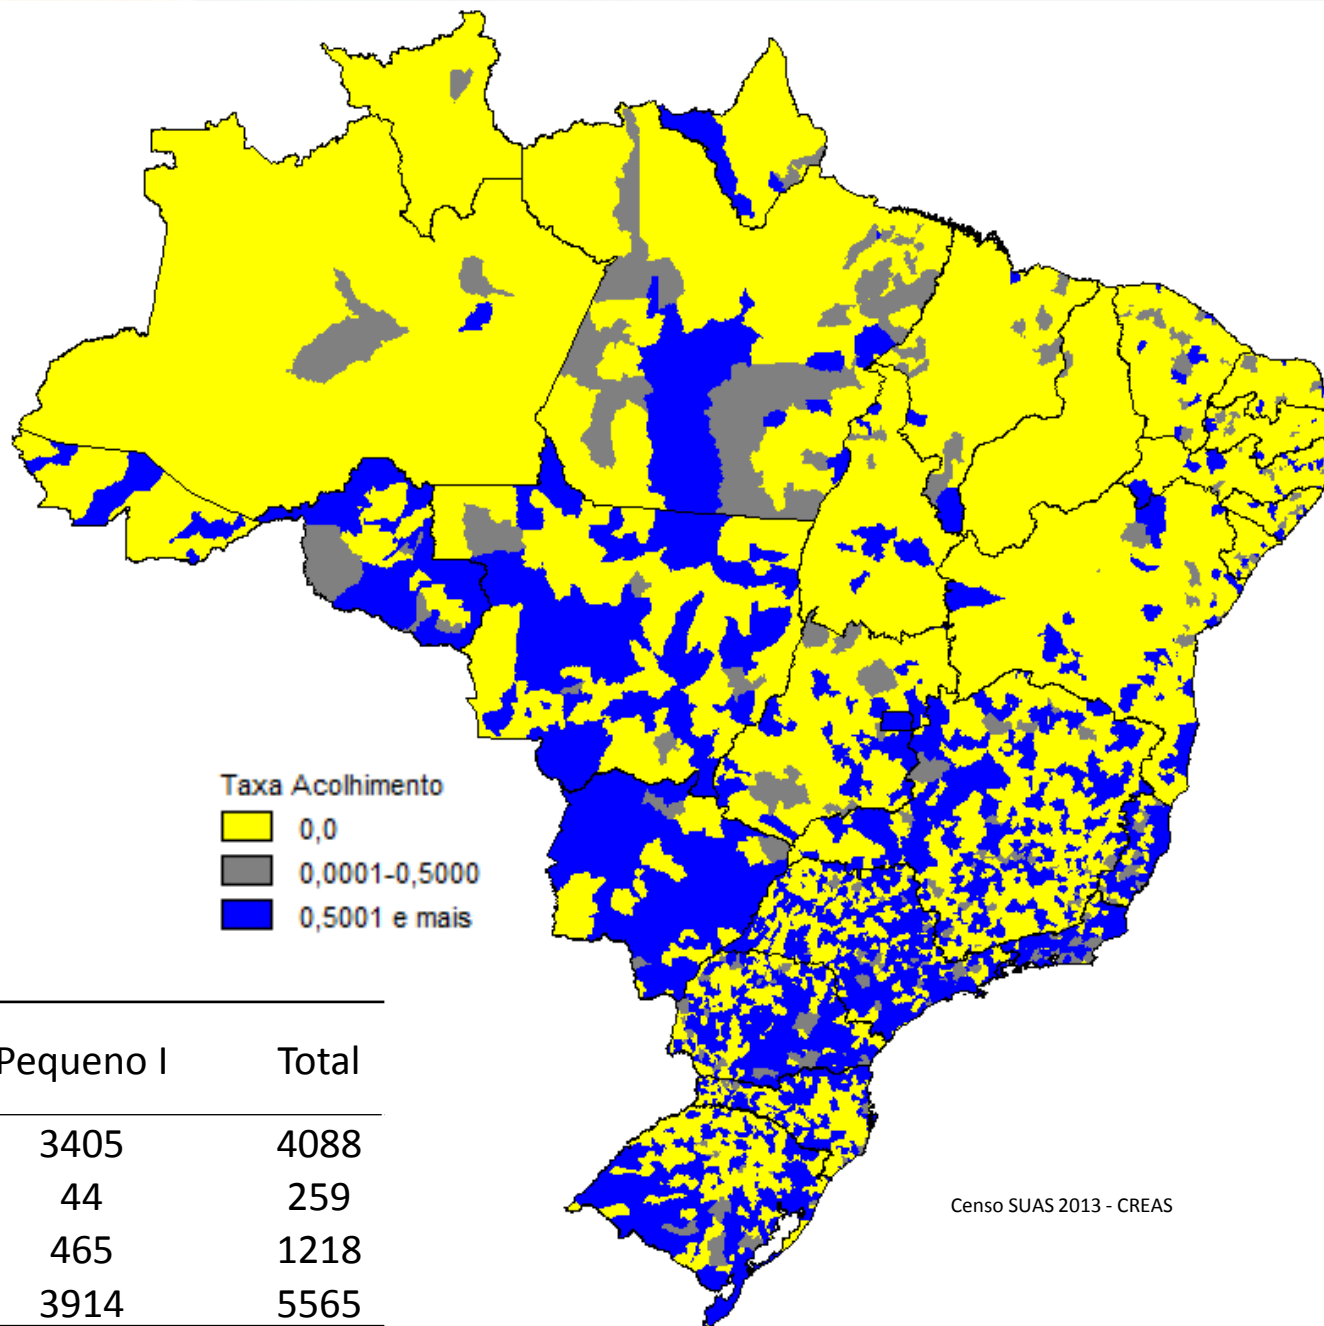 Taxa Acolhimento
0,0
0,0001-0,5000
0,5001 e mais
Pequeno I Total
3405 4088
44 259
465 1218
3914 5565
Censo SUAS 2013 - CREAS